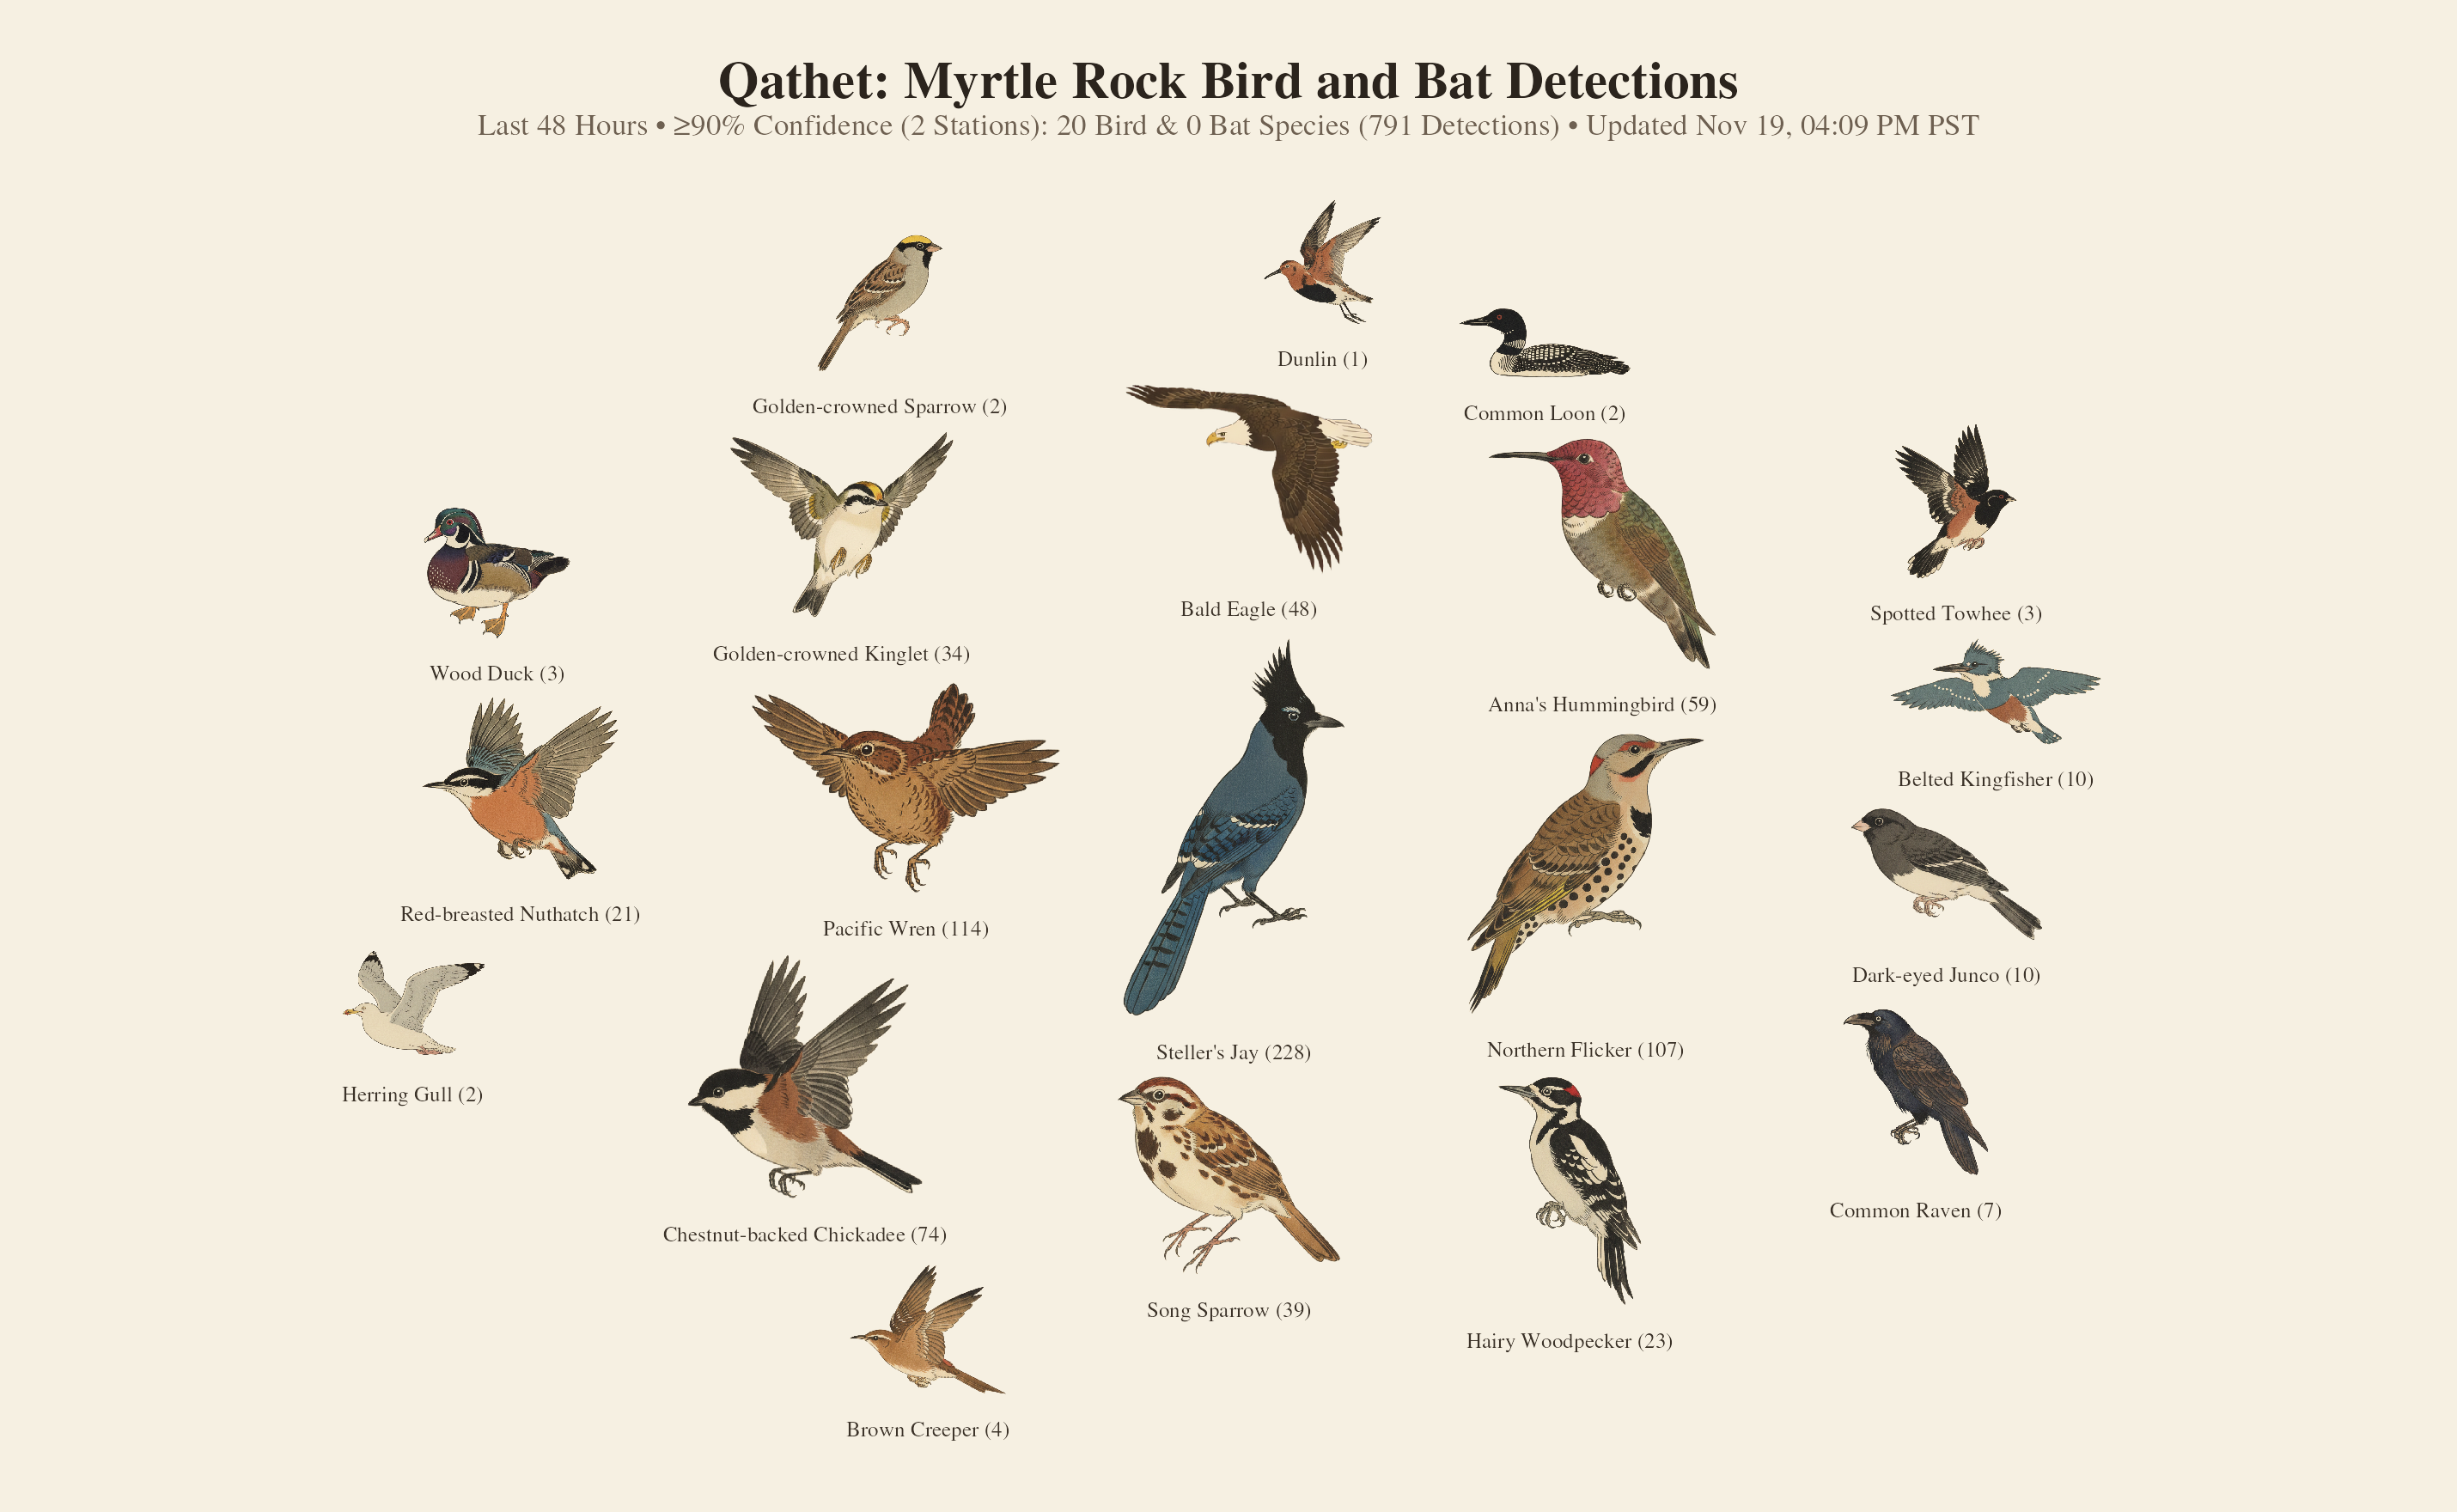 Qathet: Myrtle Rock Bird and Bat Detections
Last 48 Hours • ≥90% Confidence (2 Stations): 20 Bird & 0 Bat Species (791 Detections) • Updated Nov 19, 04:09 PM PST
Dunlin (1)
Golden-crowned Sparrow (2)
Common Loon (2)
Bald Eagle (48)
Spotted Towhee (3)
Golden-crowned Kinglet (34)
Wood Duck (3)
Anna's Hummingbird (59)
Belted Kingfisher (10)
Red-breasted Nuthatch (21)
Pacific Wren (114)
Dark-eyed Junco (10)
Northern Flicker (107)
Steller's Jay (228)
Herring Gull (2)
Common Raven (7)
Chestnut-backed Chickadee (74)
Song Sparrow (39)
Hairy Woodpecker (23)
Brown Creeper (4)